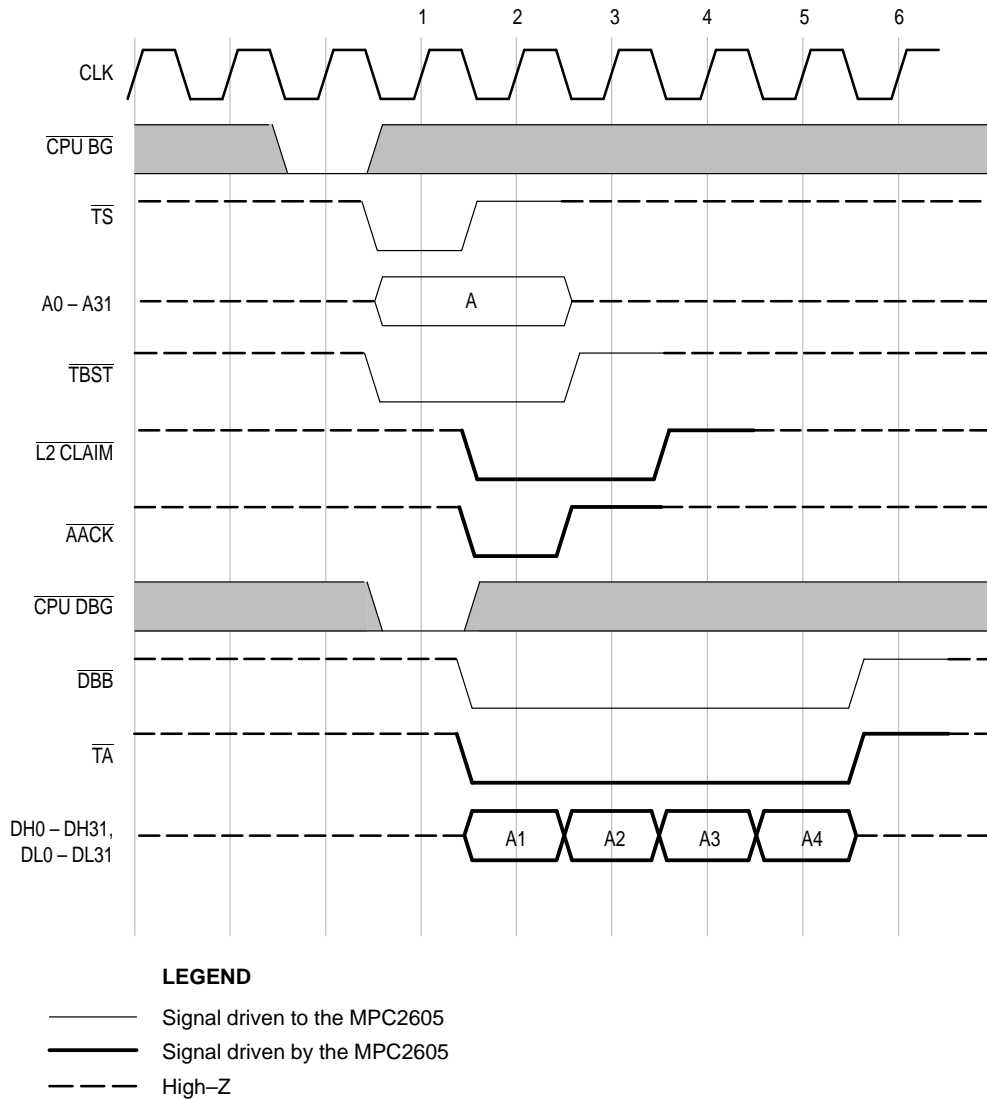 1 2 3 4 5 6
CLK
CPU BG
TS
A0 – A31
A
TBST
L2 CLAIM
AACK
CPU DBG
DBB
TA
DH0 – DH31,
DL0 – DL31
A1 A2 A3 A4
LEGEND
Signal driven to the MPC2605
Signal driven by the MPC2605
High–Z